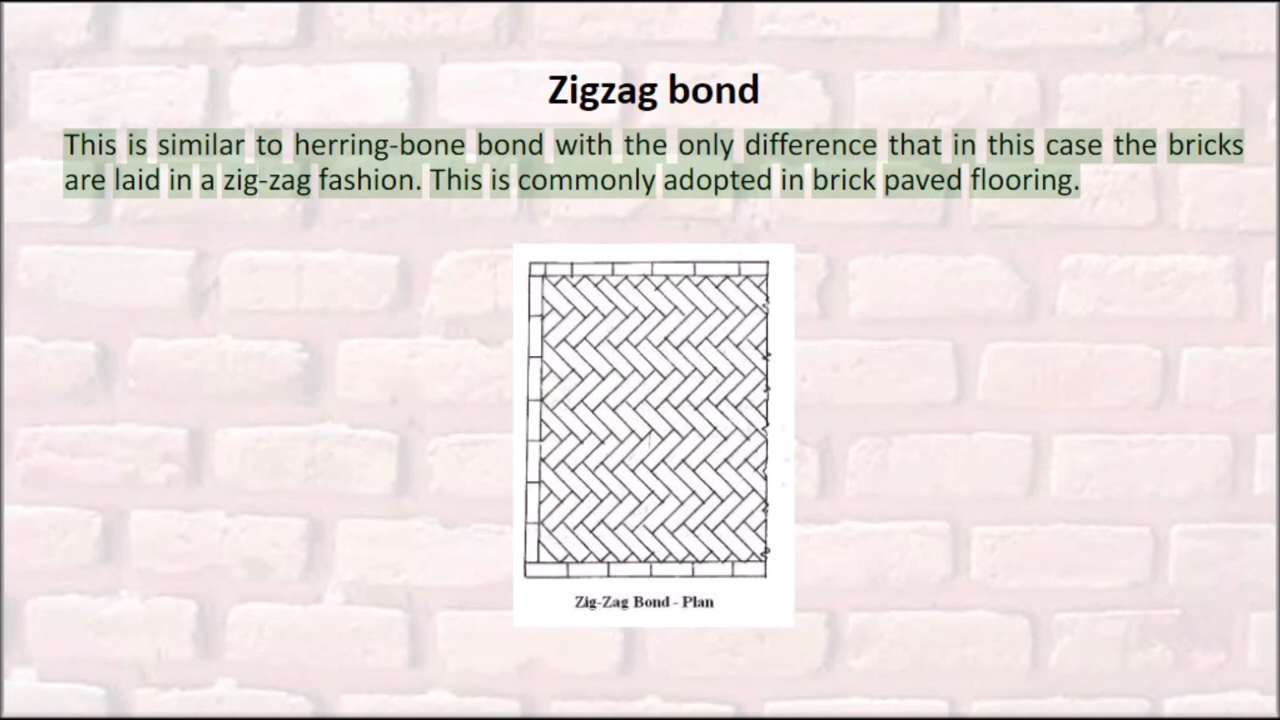 Zigzag bond
This is similar to herring-bone bond with the only difference that in this case the bricks
are laid in a zig-zag fashion. This is commonly adopted in brick paved flooring.
Zig-Zag Bond - Plan